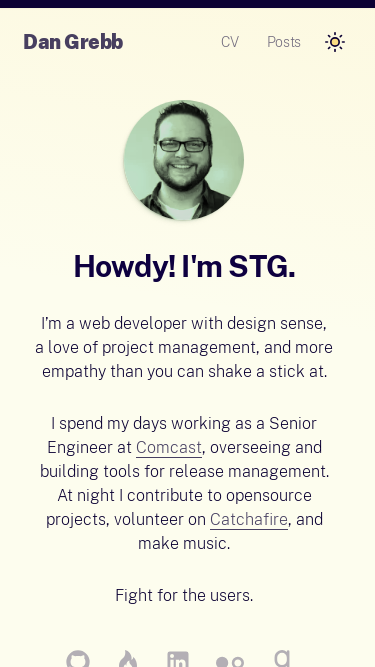 Dan Grebb
CV
Posts
Howdy! I'm STG.
I’m a web developer with design sense,
a love of project management, and more
empathy than you can shake a stick at.
I spend my days working as a Senior
Engineer at Comcast, overseeing and
building tools for release management.
At night I contribute to opensource
projects, volunteer on Catchafire, and
make music.
Fight for the users.